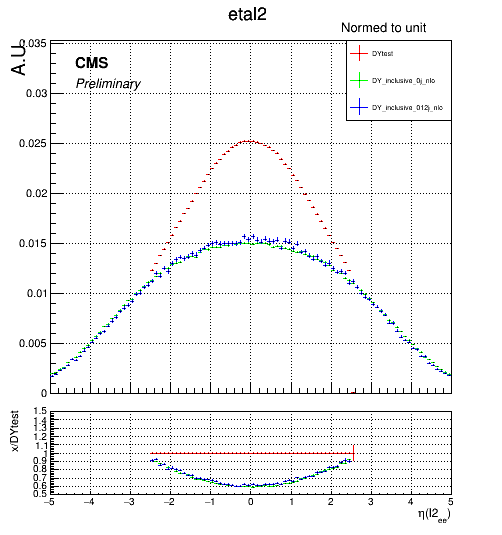 etal2
Normed to unit
A.U.
CMS
Preliminary
DYtest
DY_inclusive_0j_nlo
DY_inclusive_012j_nlo
0.035
0.03
0.025
0.02
0.015
0.01
0.005
0
x/DYtest
1.5
1.4
1.3
1.2
1.1
1
0.9
0.8
0.7
0.6
0.5
−5 −4 −3 −2 −1 0 1 2 3 4 5
η(l2ee)